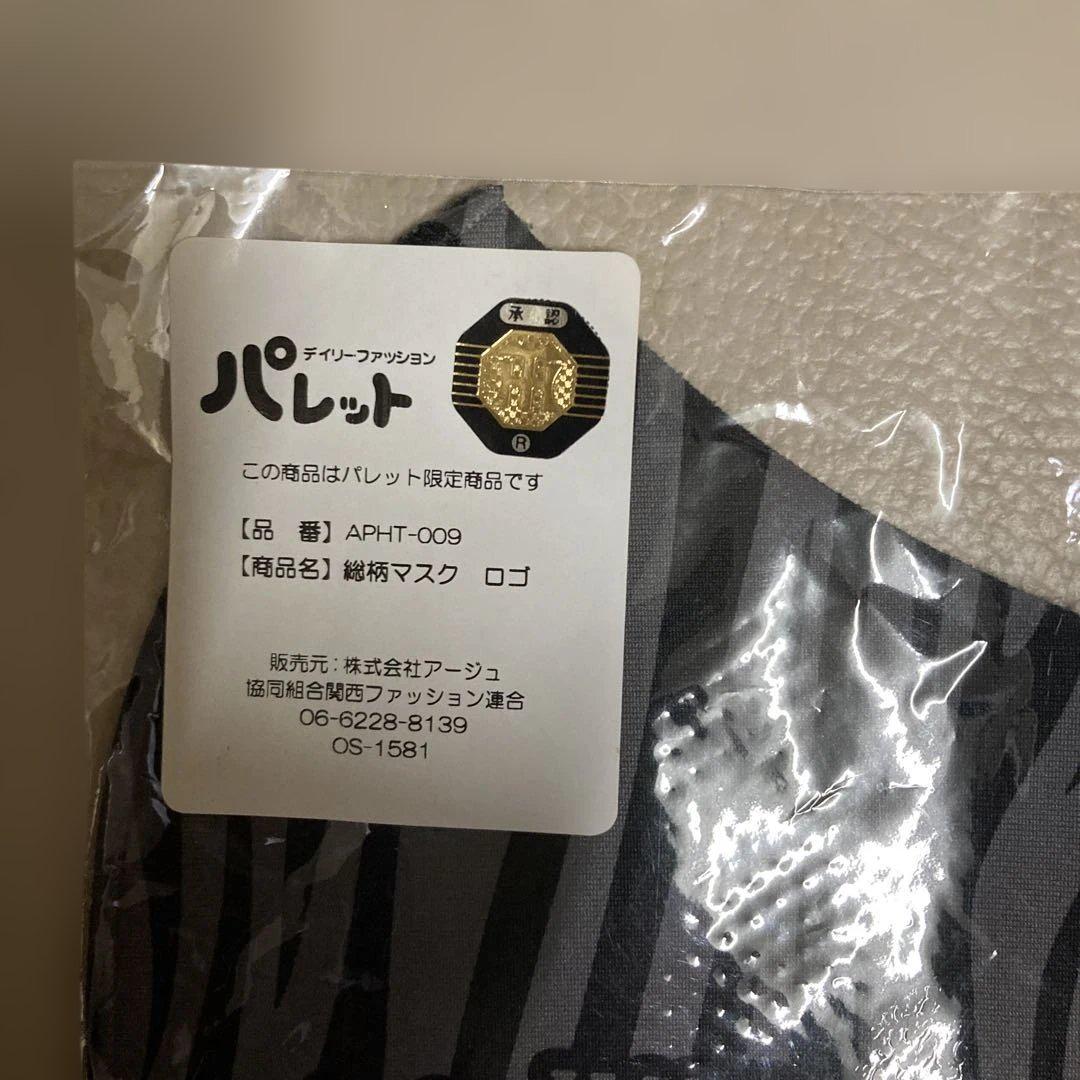 デイリーファッション
パレット
承認
®
この商品はパレット限定商品です
【品　番】APHT-009
【商品名】総柄マスク　ロゴ
販売元：株式会社アージュ
協同組合関西ファッション連合
06-6228-8139
OS-1581